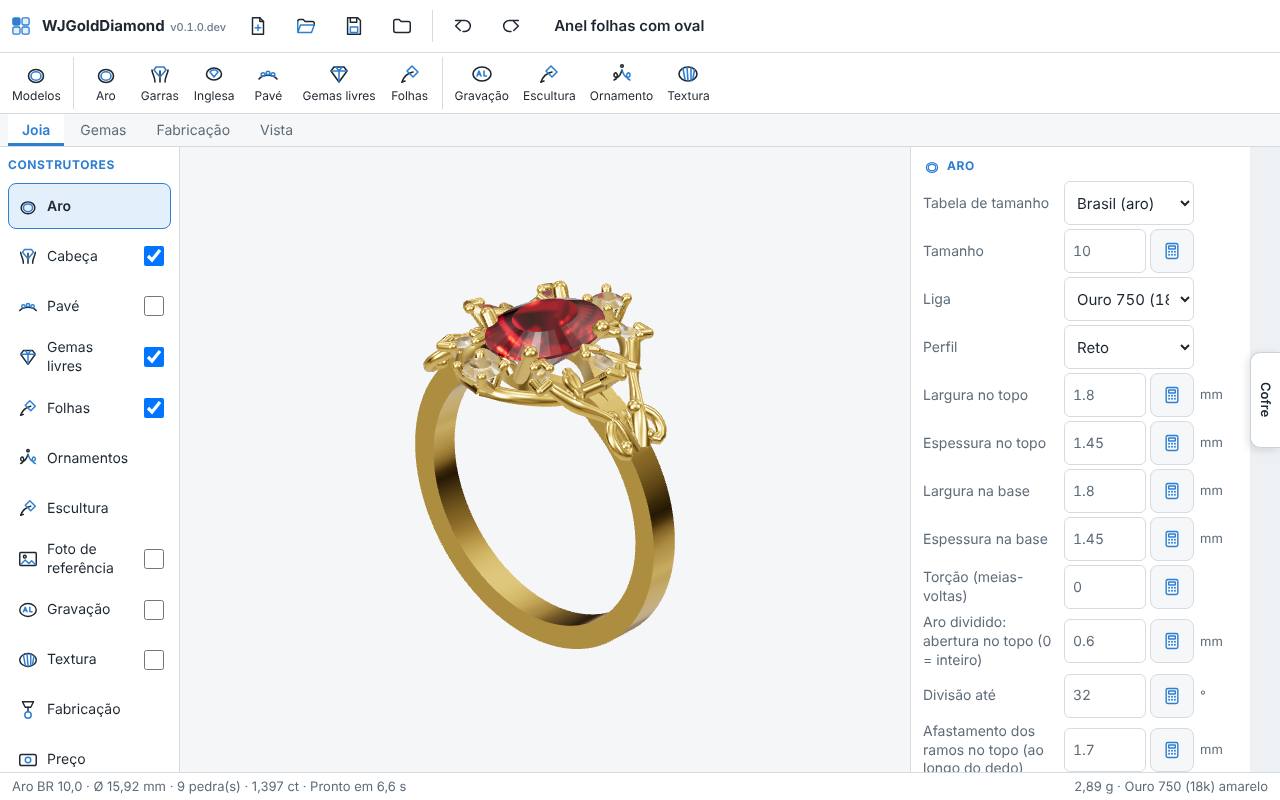 WJGoldDiamond v0.1.0.dev
Anel folhas com oval
Modelos
Aro
Garras
Inglesa
Pavé
Gemas livres
Folhas
Gravação
Escultura
Ornamento
Textura
Joia
Gemas
Fabricação
Vista
CONSTRUTORES
Aro
Cabeça
Pavé
Gemas
livres
Folhas
Ornamentos
Escultura
Foto de
referência
Gravação
Textura
Fabricação
Preço
ARO
Tabela de tamanho
Brasil (aro)
Tamanho
10
Liga
Ouro 750 (18
Perfil
Reto
Largura no topo
1.8
mm
Espessura no topo
1.45
mm
Largura na base
1.8
mm
Espessura na base
1.45
mm
Torção (meias-
voltas)
0
Aro dividido:
abertura no topo (0
= inteiro)
0.6
mm
Divisão até
32
°
Afastamento dos
ramos no topo (ao
longo do dedo)
1.7
mm
Cofre
Aro BR 10,0 · Ø 15,92 mm · 9 pedra(s) · 1,397 ct · Pronto em 6,6 s
2,89 g · Ouro 750 (18k) amarelo